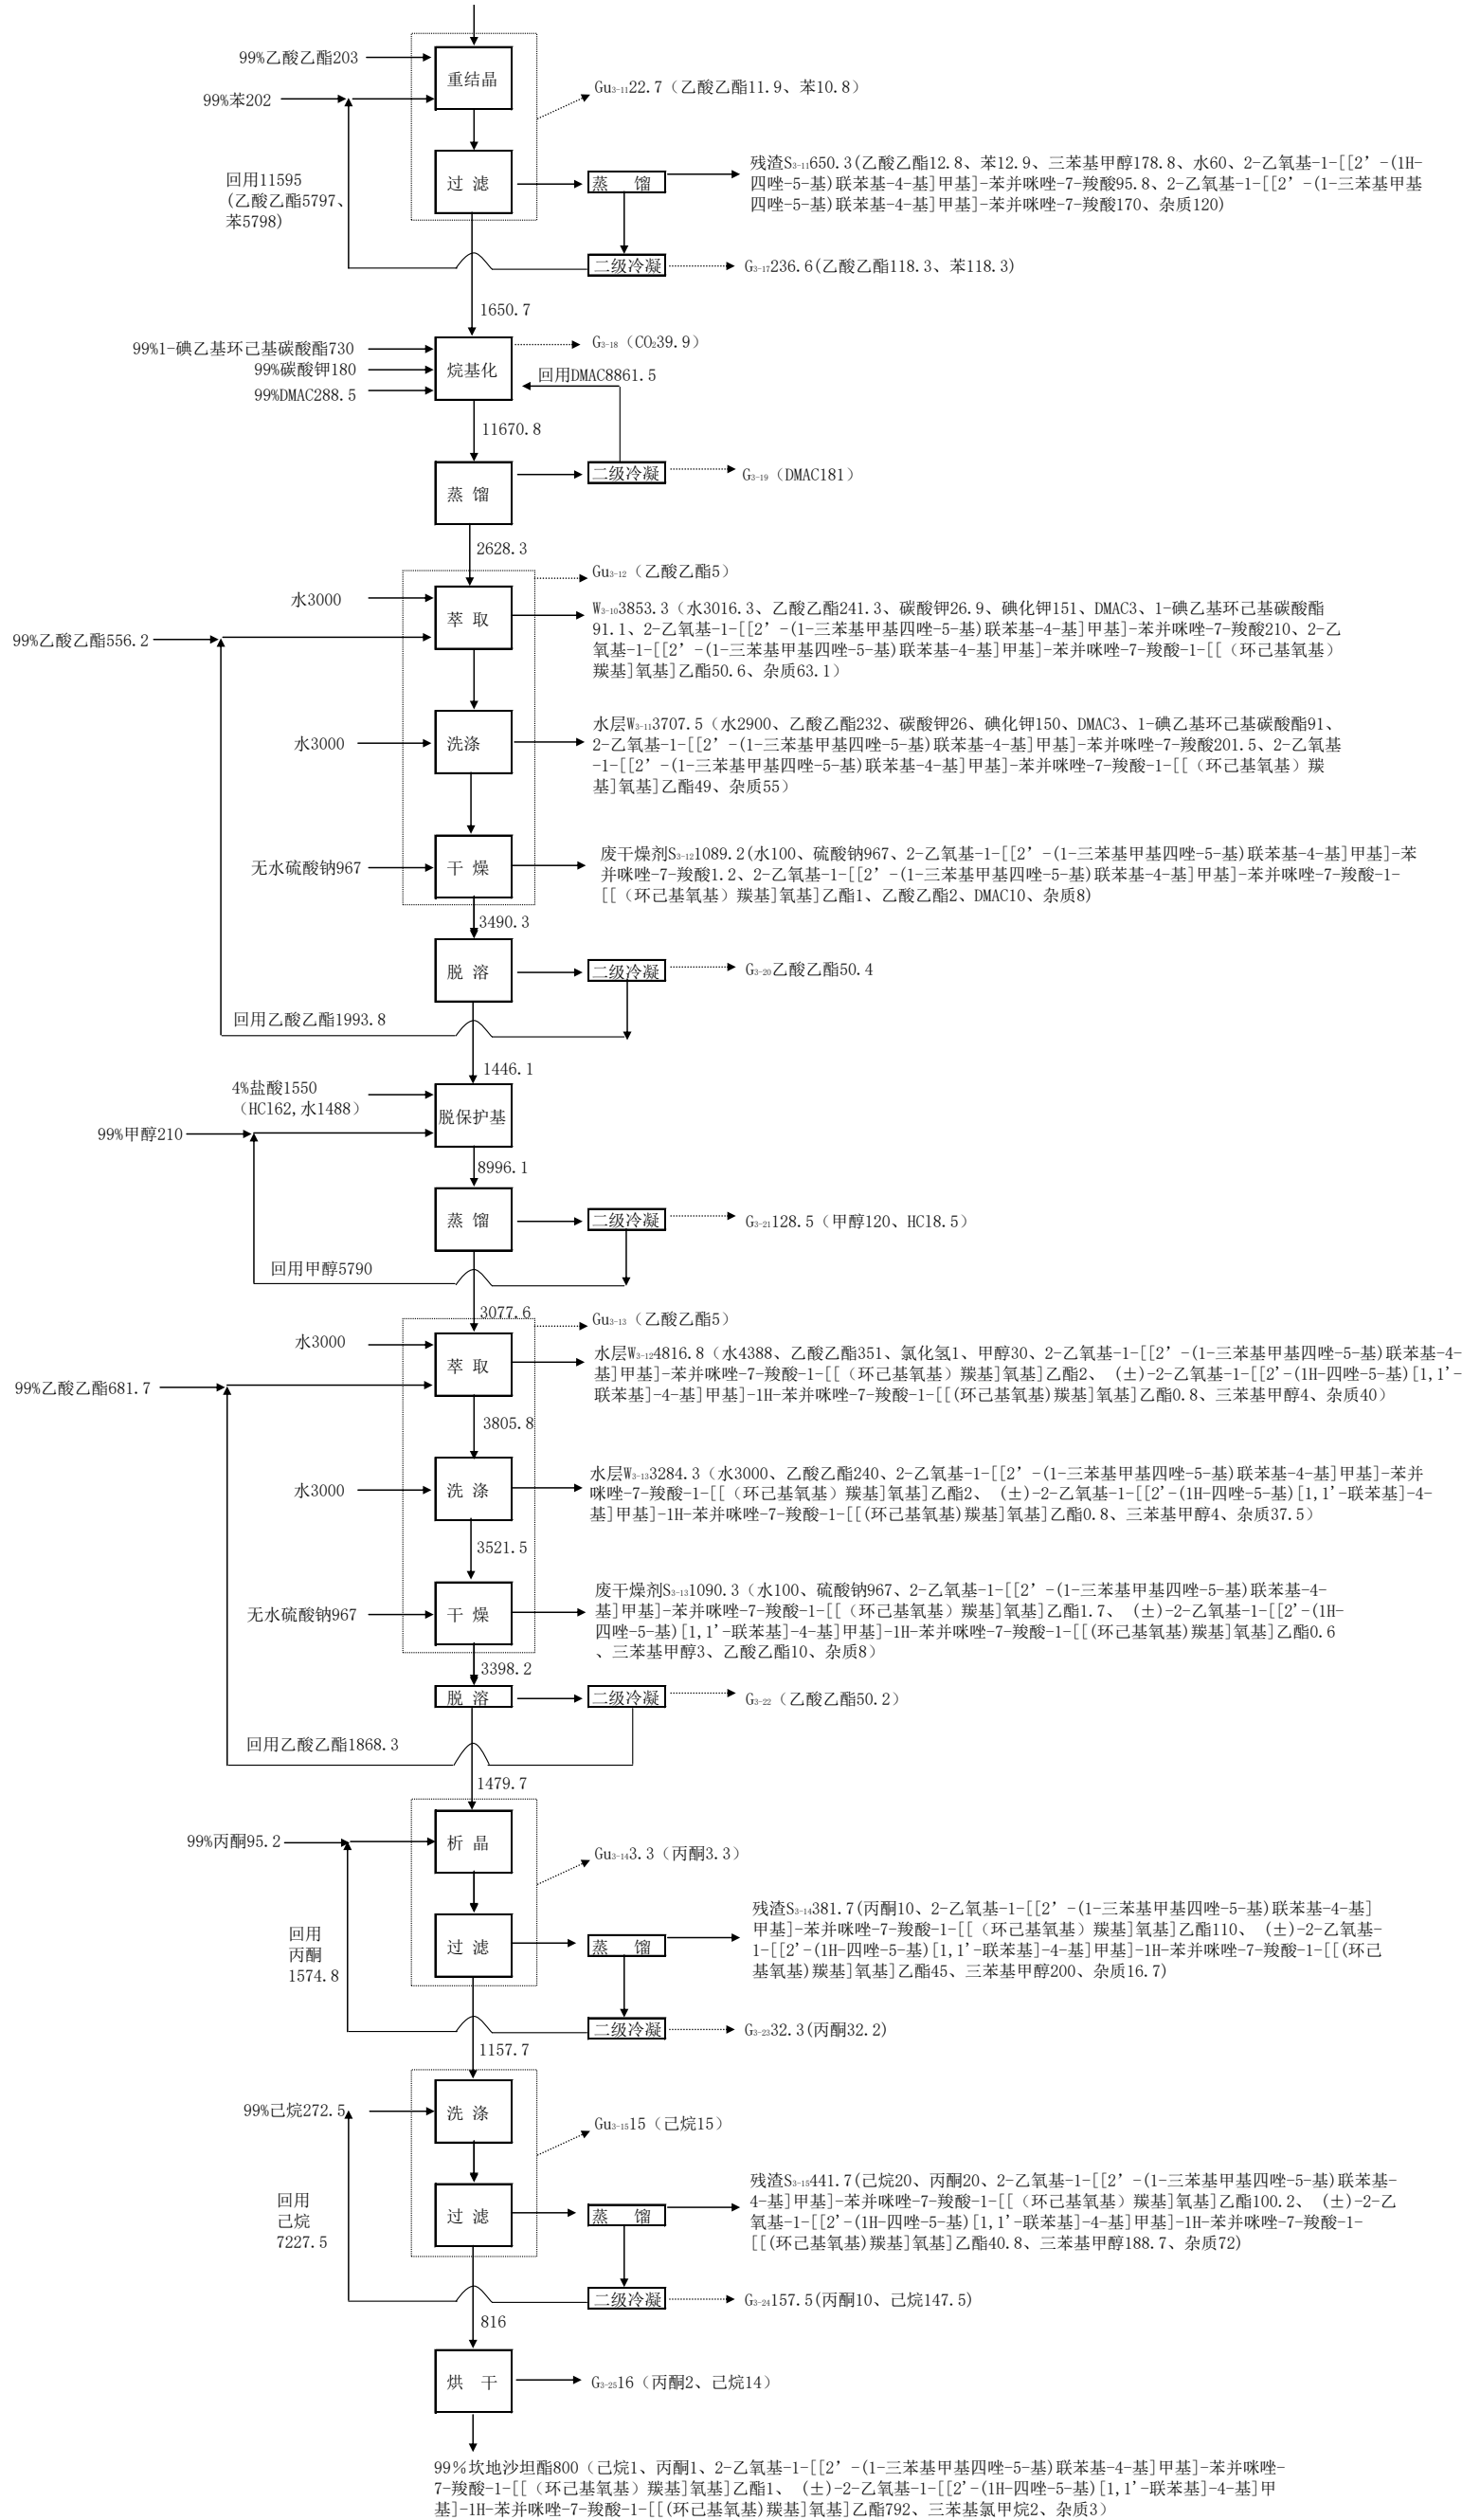 99%乙酸乙酯203
重结晶
99%苯202
Gu₃₋₁₁22.7（乙酸乙酯11.9、苯10.8）
过 滤
蒸 馏
残渣S₃₋₁₁650.3(乙酸乙酯12.8、苯12.9、三苯基甲醇178.8、水60、2-乙氧基-1-[[2’-(1H-
四唑-5-基)联苯基-4-基]甲基]-苯并咪唑-7-羧酸95.8、2-乙氧基-1-[[2’-(1-三苯基甲基
四唑-5-基)联苯基-4-基]甲基]-苯并咪唑-7-羧酸170、杂质120)
回用11595
(乙酸乙酯5797、
苯5798)
二级冷凝
G₃₋₁₇236.6(乙酸乙酯118.3、苯118.3)
1650.7
99%1-碘乙基环己基碳酸酯730
99%碳酸钾180
99%DMAC288.5
烷基化
G₃₋₁₈（CO₂39.9）
回用DMAC8861.5
11670.8
蒸 馏
二级冷凝
G₃₋₁₉（DMAC181）
2628.3
Gu₃₋₁₂（乙酸乙酯5）
水3000
99%乙酸乙酯556.2
萃 取
W₃₋₁₀3853.3（水3016.3、乙酸乙酯241.3、碳酸钾26.9、碘化钾151、DMAC3、1-碘乙基环己基碳酸酯
91.1、2-乙氧基-1-[[2’-(1-三苯基甲基四唑-5-基)联苯基-4-基]甲基]-苯并咪唑-7-羧酸210、2-乙
氧基-1-[[2’-(1-三苯基甲基四唑-5-基)联苯基-4-基]甲基]-苯并咪唑-7-羧酸-1-[[（环己基氧基）
羰基]氧基]乙酯50.6、杂质63.1）
水3000
洗涤
水层W₃₋₁₁3707.5（水2900、乙酸乙酯232、碳酸钾26、碘化钾150、DMAC3、1-碘乙基环己基碳酸酯91、
2-乙氧基-1-[[2’-(1-三苯基甲基四唑-5-基)联苯基-4-基]甲基]-苯并咪唑-7-羧酸201.5、2-乙氧基
-1-[[2’-(1-三苯基甲基四唑-5-基)联苯基-4-基]甲基]-苯并咪唑-7-羧酸-1-[[（环己基氧基）羰
基]氧基]乙酯49、杂质55）
无水硫酸钠967
干 燥
废干燥剂S₃₋₁₂1089.2(水100、硫酸钠967、2-乙氧基-1-[[2’-(1-三苯基甲基四唑-5-基)联苯基-4-基]甲基]-苯
并咪唑-7-羧酸1.2、2-乙氧基-1-[[2’-(1-三苯基甲基四唑-5-基)联苯基-4-基]甲基]-苯并咪唑-7-羧酸-1-
[[（环己基氧基）羰基]氧基]乙酯1、乙酸乙酯2、DMAC10、杂质8)
3490.3
脱 溶
二级冷凝
G₃₋₂₀乙酸乙酯50.4
回用乙酸乙酯1993.8
1446.1
4%盐酸1550
（HCl62,水1488）
99%甲醇210
脱保护基
8996.1
蒸 馏
二级冷凝
G₃₋₂₁128.5（甲醇120、HCl8.5）
回用甲醇5790
3077.6
Gu₃₋₁₃（乙酸乙酯5）
水3000
99%乙酸乙酯681.7
萃 取
水层W₃₋₁₂4816.8（水4388、乙酸乙酯351、氯化氢1、甲醇30、2-乙氧基-1-[[2’-(1-三苯基甲基四唑-5-基)联苯基-4-
基]甲基]-苯并咪唑-7-羧酸-1-[[（环己基氧基）羰基]氧基]乙酯2、 (±)-2-乙氧基-1-[[2'-(1H-四唑-5-基)[1,1'-
联苯基]-4-基]甲基]-1H-苯并咪唑-7-羧酸-1-[[(环己基氧基)羰基]氧基]乙酯0.8、三苯基甲醇4、杂质40）
3805.8
水3000
洗 涤
水层W₃₋₁₃3284.3（水3000、乙酸乙酯240、2-乙氧基-1-[[2’-(1-三苯基甲基四唑-5-基)联苯基-4-基]甲基]-苯并
咪唑-7-羧酸-1-[[（环己基氧基）羰基]氧基]乙酯2、 (±)-2-乙氧基-1-[[2'-(1H-四唑-5-基)[1,1'-联苯基]-4-
基]甲基]-1H-苯并咪唑-7-羧酸-1-[[(环己基氧基)羰基]氧基]乙酯0.8、三苯基甲醇4、杂质37.5）
3521.5
无水硫酸钠967
干 燥
废干燥剂S₃₋₁₃1090.3（水100、硫酸钠967、2-乙氧基-1-[[2’-(1-三苯基甲基四唑-5-基)联苯基-4-
基]甲基]-苯并咪唑-7-羧酸-1-[[（环己基氧基）羰基]氧基]乙酯1.7、 (±)-2-乙氧基-1-[[2'-(1H-
四唑-5-基)[1,1'-联苯基]-4-基]甲基]-1H-苯并咪唑-7-羧酸-1-[[(环己基氧基)羰基]氧基]乙酯0.6
、三苯基甲醇3、乙酸乙酯10、杂质8）
3398.2
脱 溶
二级冷凝
G₃₋₂₂（乙酸乙酯50.2）
回用乙酸乙酯1868.3
1479.7
99%丙酮95.2
析 晶
Gu₃₋₁₄3.3（丙酮3.3）
回用
丙酮
1574.8
过 滤
蒸 馏
残渣S₃₋₁₄381.7(丙酮10、2-乙氧基-1-[[2’-(1-三苯基甲基四唑-5-基)联苯基-4-基]
甲基]-苯并咪唑-7-羧酸-1-[[（环己基氧基）羰基]氧基]乙酯110、 (±)-2-乙氧基-
1-[[2'-(1H-四唑-5-基)[1,1'-联苯基]-4-基]甲基]-1H-苯并咪唑-7-羧酸-1-[[(环己
基氧基)羰基]氧基]乙酯45、三苯基甲醇200、杂质16.7)
二级冷凝
G₃₋₂₃32.3(丙酮32.2)
1157.7
99%己烷272.5
洗 涤
Gu₃₋₁₅15（己烷15）
回用
己烷
7227.5
过 滤
蒸 馏
残渣S₃₋₁₅441.7(己烷20、丙酮20、2-乙氧基-1-[[2’-(1-三苯基甲基四唑-5-基)联苯基-
4-基]甲基]-苯并咪唑-7-羧酸-1-[[（环己基氧基）羰基]氧基]乙酯100.2、 (±)-2-乙
氧基-1-[[2'-(1H-四唑-5-基)[1,1'-联苯基]-4-基]甲基]-1H-苯并咪唑-7-羧酸-1-
[[(环己基氧基)羰基]氧基]乙酯40.8、三苯基甲醇188.7、杂质72)
二级冷凝
G₃₋₂₄157.5(丙酮10、己烷147.5)
816
烘 干
G₃₋₂₅16（丙酮2、己烷14）
99％坎地沙坦酯800（己烷1、丙酮1、2-乙氧基-1-[[2’-(1-三苯基甲基四唑-5-基)联苯基-4-基]甲基]-苯并咪唑-
7-羧酸-1-[[（环己基氧基）羰基]氧基]乙酯1、 (±)-2-乙氧基-1-[[2'-(1H-四唑-5-基)[1,1'-联苯基]-4-基]甲
基]-1H-苯并咪唑-7-羧酸-1-[[(环己基氧基)羰基]氧基]乙酯792、三苯基氯甲烷2、杂质3）